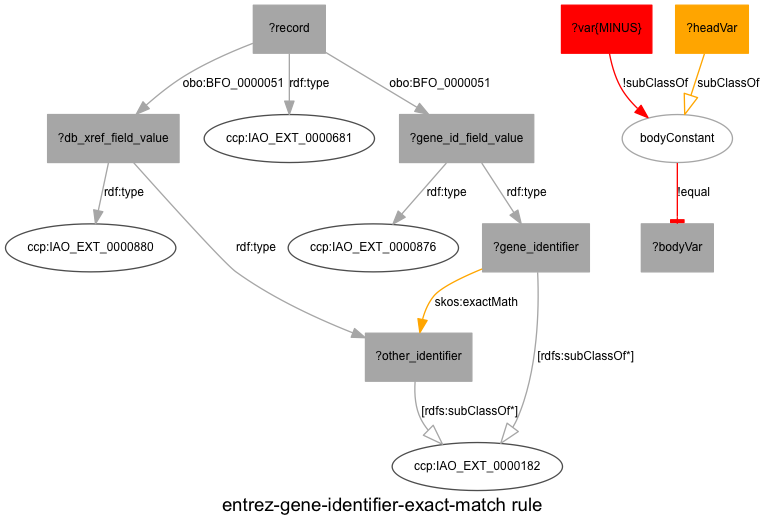 ?record
?var{MINUS}
?headVar
obo:BFO_0000051
rdf:type
obo:BFO_0000051
!subClassOf
subClassOf
?db_xref_field_value
ccp:IAO_EXT_0000681
?gene_id_field_value
bodyConstant
rdf:type
rdf:type
rdf:type
!equal
ccp:IAO_EXT_0000880
rdf:type
ccp:IAO_EXT_0000876
?gene_identifier
?bodyVar
skos:exactMath
?other_identifier
[rdfs:subClassOf*]
[rdfs:subClassOf*]
ccp:IAO_EXT_0000182
entrez-gene-identifier-exact-match rule